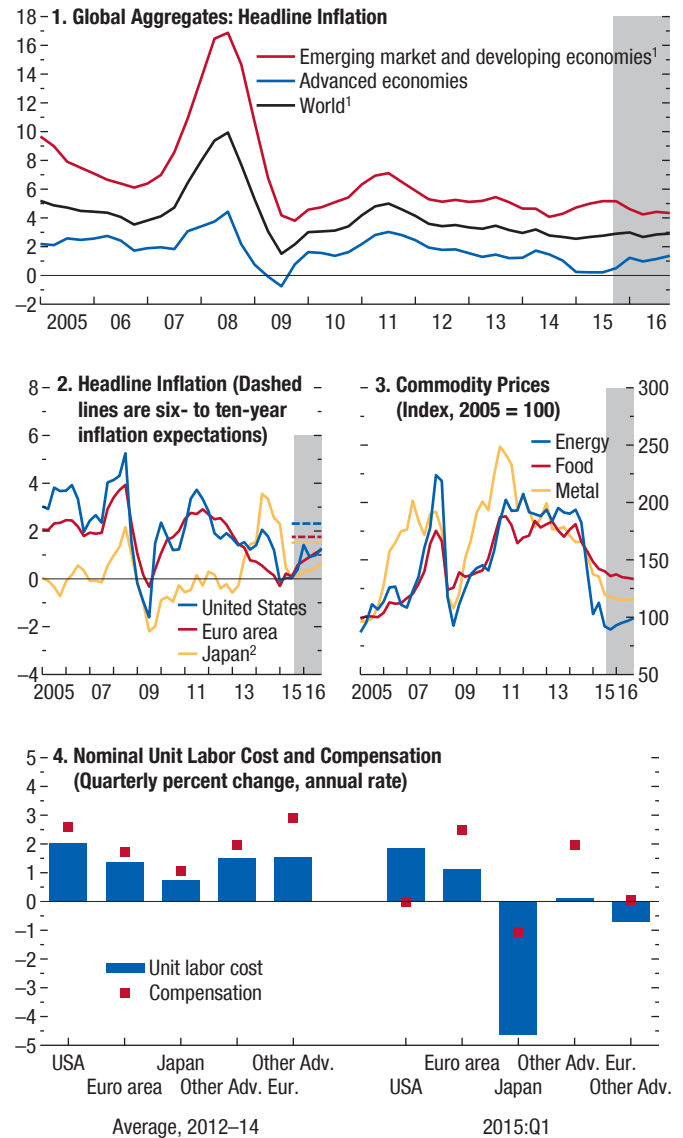 1. Global Aggregates: Headline Inflation
18
16
14
12
10
8
6
4
2
0
–2
Emerging market and developing economies¹
Advanced economies
World¹
2005 06 07 08 09 10 11 12 13 14 15 16
2. Headline Inflation (Dashed
lines are six- to ten-year
inflation expectations)
8
6
4
2
0
–2
–4
United States
Euro area
Japan²
2005 07 09 11 13 15 16
3. Commodity Prices
(Index, 2005 = 100)
Energy
Food
Metal
300
250
200
150
100
50
2005 07 09 11 13 15 16
4. Nominal Unit Labor Cost and Compensation
(Quarterly percent change, annual rate)
5
4
3
2
1
0
–1
–2
–3
–4
–5
Unit labor cost
Compensation
USA Japan Other Adv. Euro area Other Adv. Eur.
Euro area Other Adv. Eur. USA Japan Other Adv.
Average, 2012–14 2015:Q1